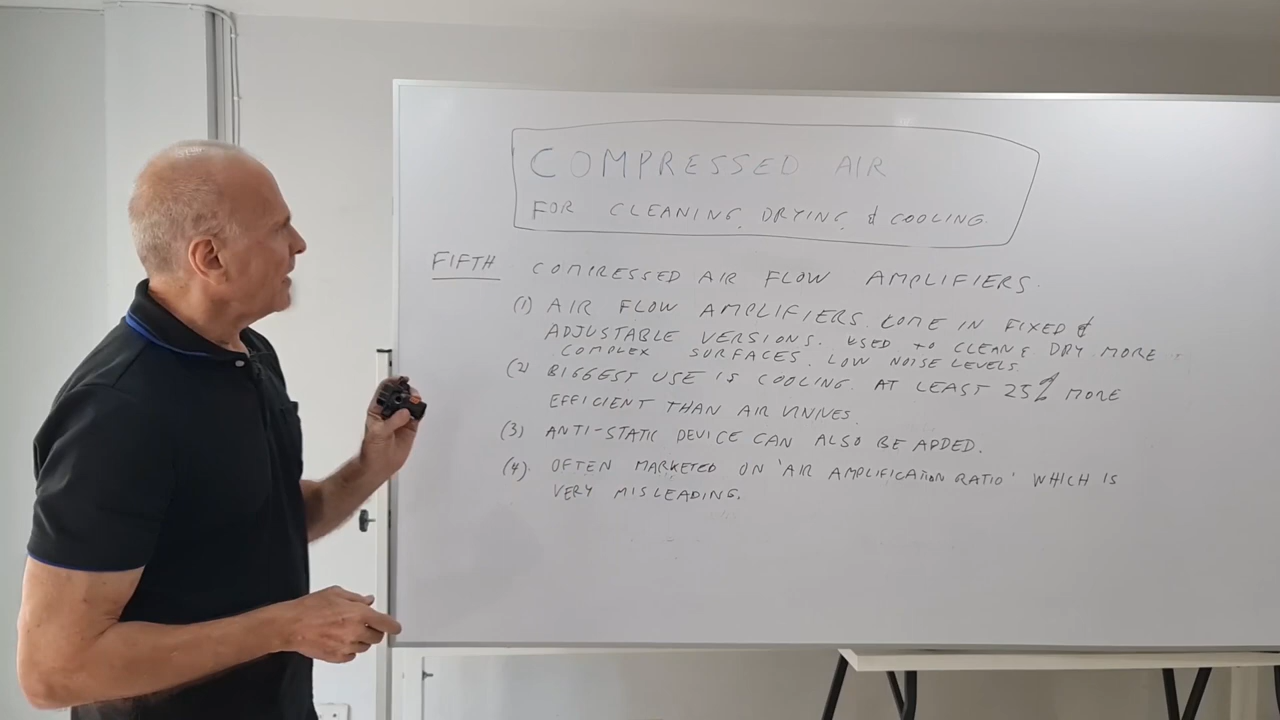 COMPRESSED AIR
FOR CLEANING, DRYING, & COOLING.
FIFTH COMPRESSED AIR FLOW AMPLIFIERS.
(1) AIR FLOW AMPLIFIERS COME IN FIXED &
ADJUSTABLE VERSIONS. USED TO CLEAN & DRY MORE
COMPLEX SURFACES. LOW NOISE LEVELS.
(2) BIGGEST USE IS COOLING. AT LEAST 25% MORE
EFFICIENT THAN AIR KNIVES.
(3) ANTI-STATIC DEVICE CAN ALSO BE ADDED.
(4). OFTEN MARKETED ON 'AIR AMPLIFICATION RATIO' WHICH IS
VERY MISLEADING.